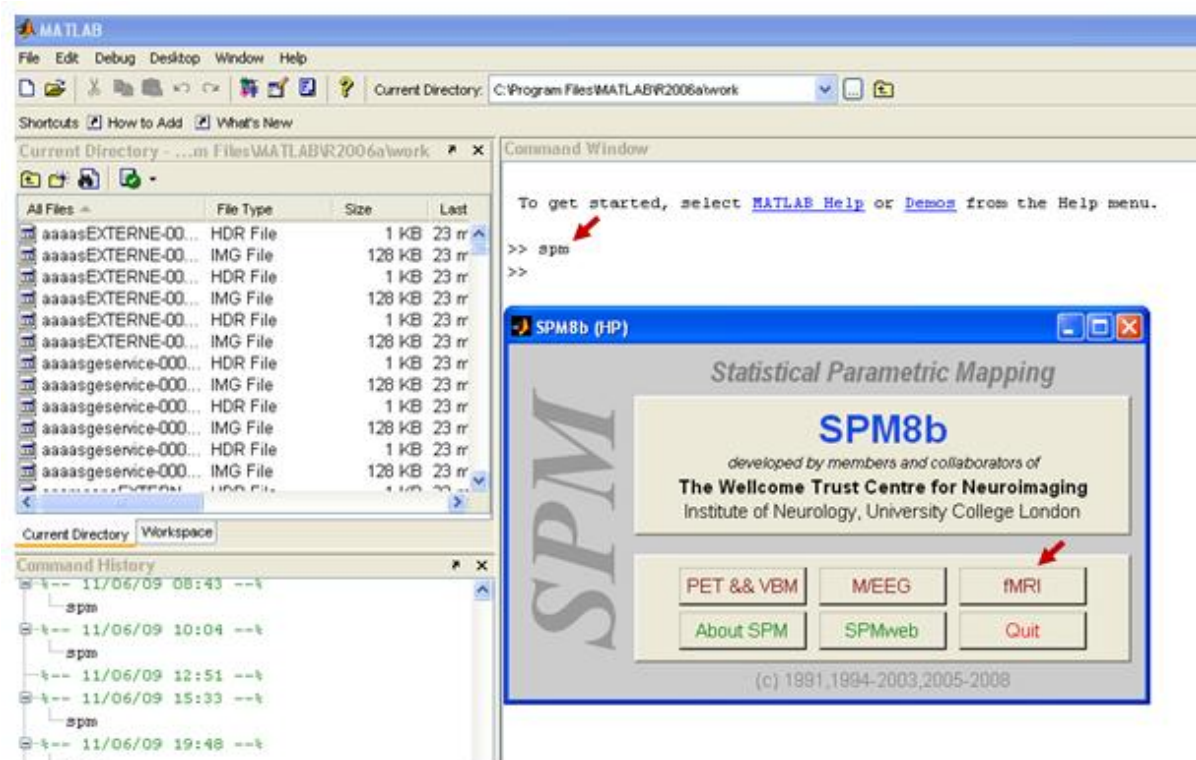 MATLAB
File Edit Debug Desktop Window Help
Current Directory: C:\Program Files\MATLAB\R2006a\work
Shortcuts How to Add What's New
Current Directory - ...m Files\MATLAB\R2006a\work
All Files File Type Size Last
aaaasEXTERNE-00... HDR File 1 KB 23 m
aaaasEXTERNE-00... IMG File 128 KB 23 m
aaaasEXTERNE-00... HDR File 1 KB 23 m
aaaasEXTERNE-00... IMG File 128 KB 23 m
aaaasEXTERNE-00... HDR File 1 KB 23 m
aaaasEXTERNE-00... IMG File 128 KB 23 m
aaaasgeservice-000... HDR File 1 KB 23 m
aaaasgeservice-000... IMG File 128 KB 23 m
aaaasgeservice-000... HDR File 1 KB 23 m
aaaasgeservice-000... IMG File 128 KB 23 m
aaaasgeservice-000... HDR File 1 KB 23 m
aaaasgeservice-000... IMG File 128 KB 23 m
Current Directory Workspace
Command History
%-- 11/06/09 08:43 --%
spm
%-- 11/06/09 10:04 --%
spm
%-- 11/06/09 12:51 --%
%-- 11/06/09 15:33 --%
spm
%-- 11/06/09 19:48 --%
Command Window
To get started, select MATLAB Help or Demos from the Help menu.
>> spm
>>
SPM8b (HP)
SPM
Statistical Parametric Mapping
SPM8b
developed by members and collaborators of
The Wellcome Trust Centre for Neuroimaging
Institute of Neurology, University College London
PET && VBM M/EEG fMRI
About SPM SPMweb Quit
(c) 1991,1994-2003,2005-2008